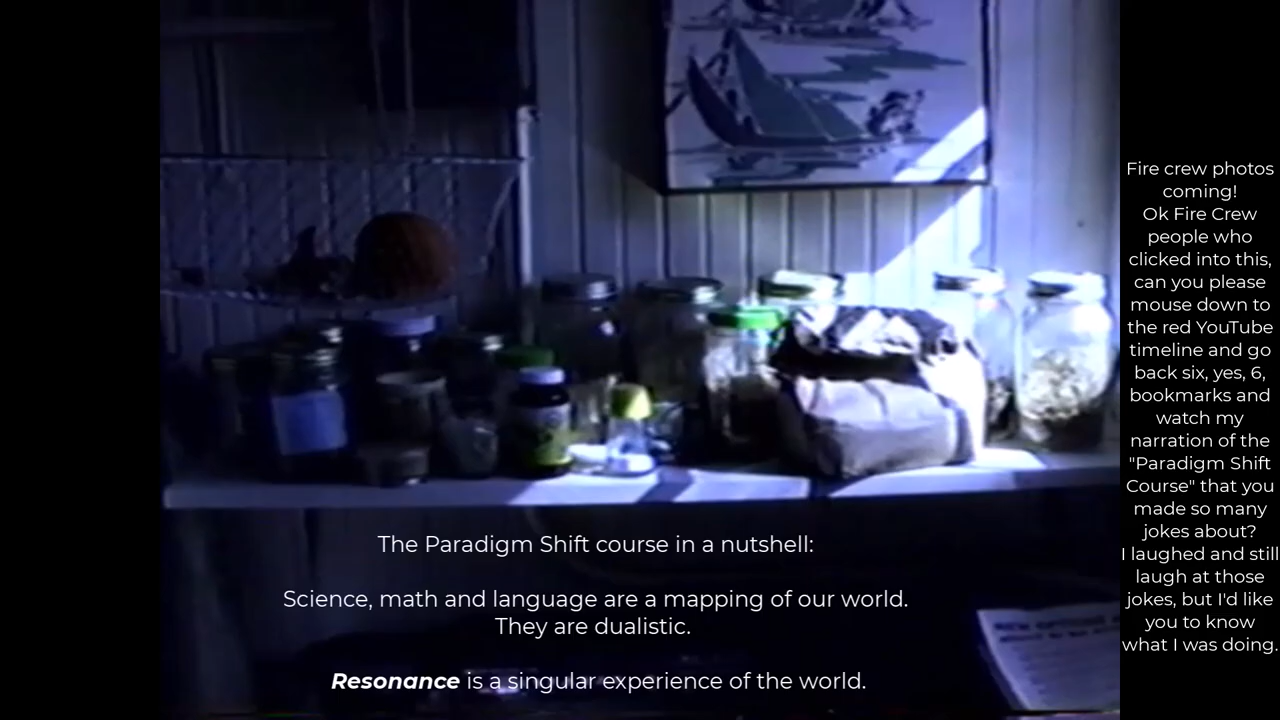 The Paradigm Shift course in a nutshell:
Science, math and language are a mapping of our world.
They are dualistic.
Resonance is a singular experience of the world.
Fire crew photos
coming!
Ok Fire Crew
people who
clicked into this,
can you please
mouse down to
the red YouTube
timeline and go
back six, yes, 6,
bookmarks and
watch my
narration of the
"Paradigm Shift
Course" that you
made so many
jokes about?
I laughed and still
laugh at those
jokes, but I'd like
you to know
what I was doing.